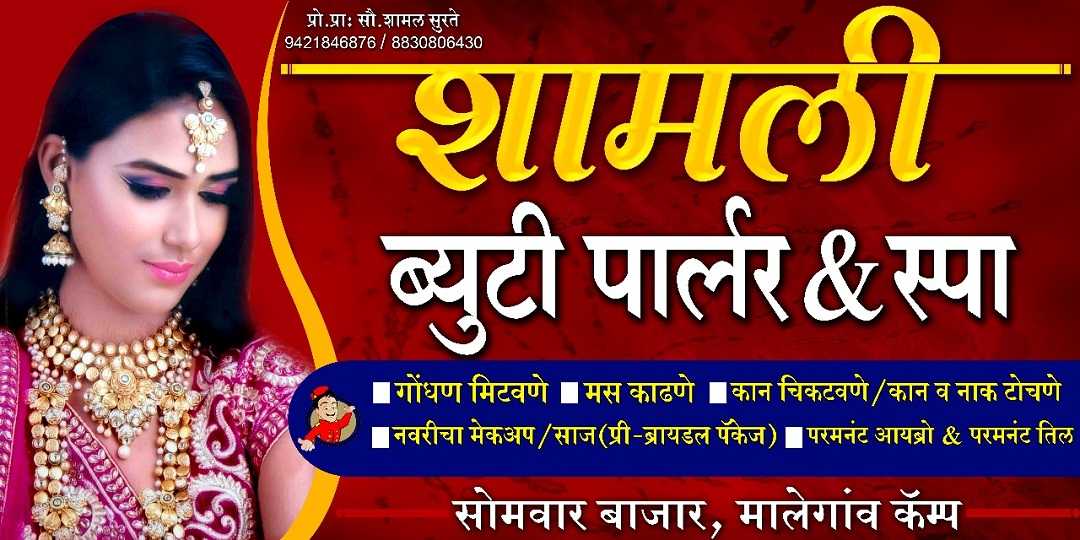 प्रो.प्राः सौ.शामल सुरते
9421846876 / 8830806430
शामली
ब्युटी पार्लर & स्पा
■ गोंधण मिटवणे ■ मस काढणे ■ कान चिकटवणे/कान व नाक टोचणे
■ नवरीचा मेकअप/साज(प्री-ब्रायडल पॅकेज) ■ परमनंट आयब्रो & परमनंट तिल
सोमवार बाजार, मालेगांव कॅम्प